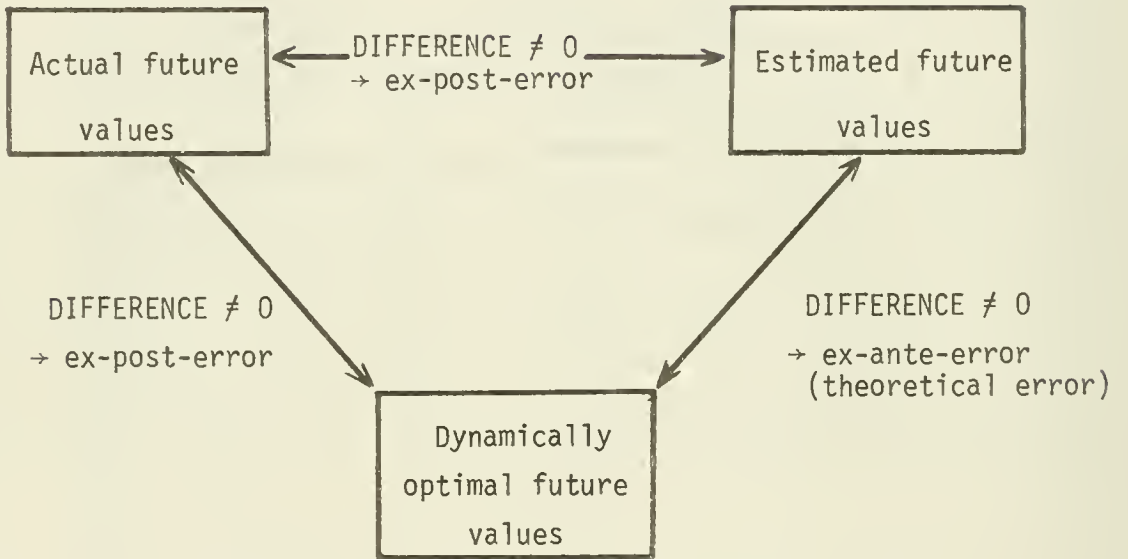 Actual future
values
DIFFERENCE ≠ 0
→ ex-post-error
Estimated future
values
DIFFERENCE ≠ 0
→ ex-post-error
DIFFERENCE ≠ 0
→ ex-ante-error
(theoretical error)
Dynamically
optimal future
values